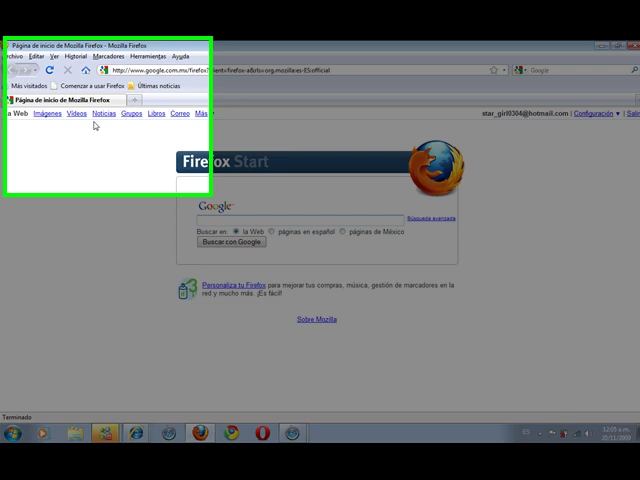 Página de inicio de Mozilla Firefox - Mozilla Firefox
Archivo Editar Ver Historial Marcadores Herramientas Ayuda
http://www.google.com.mx/firefox?client=firefox-a&rls=org.mozilla:es-ES:official
Google
Más visitados Comenzar a usar Firefox Últimas noticias
Página de inicio de Mozilla Firefox
la Web Imágenes Vídeos Noticias Grupos Libros Correo Más
star_girl0304@hotmail.com | Configuración ▼ | Salir
Firefox Start
Google
Búsqueda avanzada
Buscar en la Web páginas en español páginas de México
Buscar con Google
Personaliza tu Firefox para mejorar tus compras, música, gestión de marcadores en la
red y mucho más. ¡Es fácil!
Sobre Mozilla
Terminado
ES
12:05 a.m.
20/11/2009